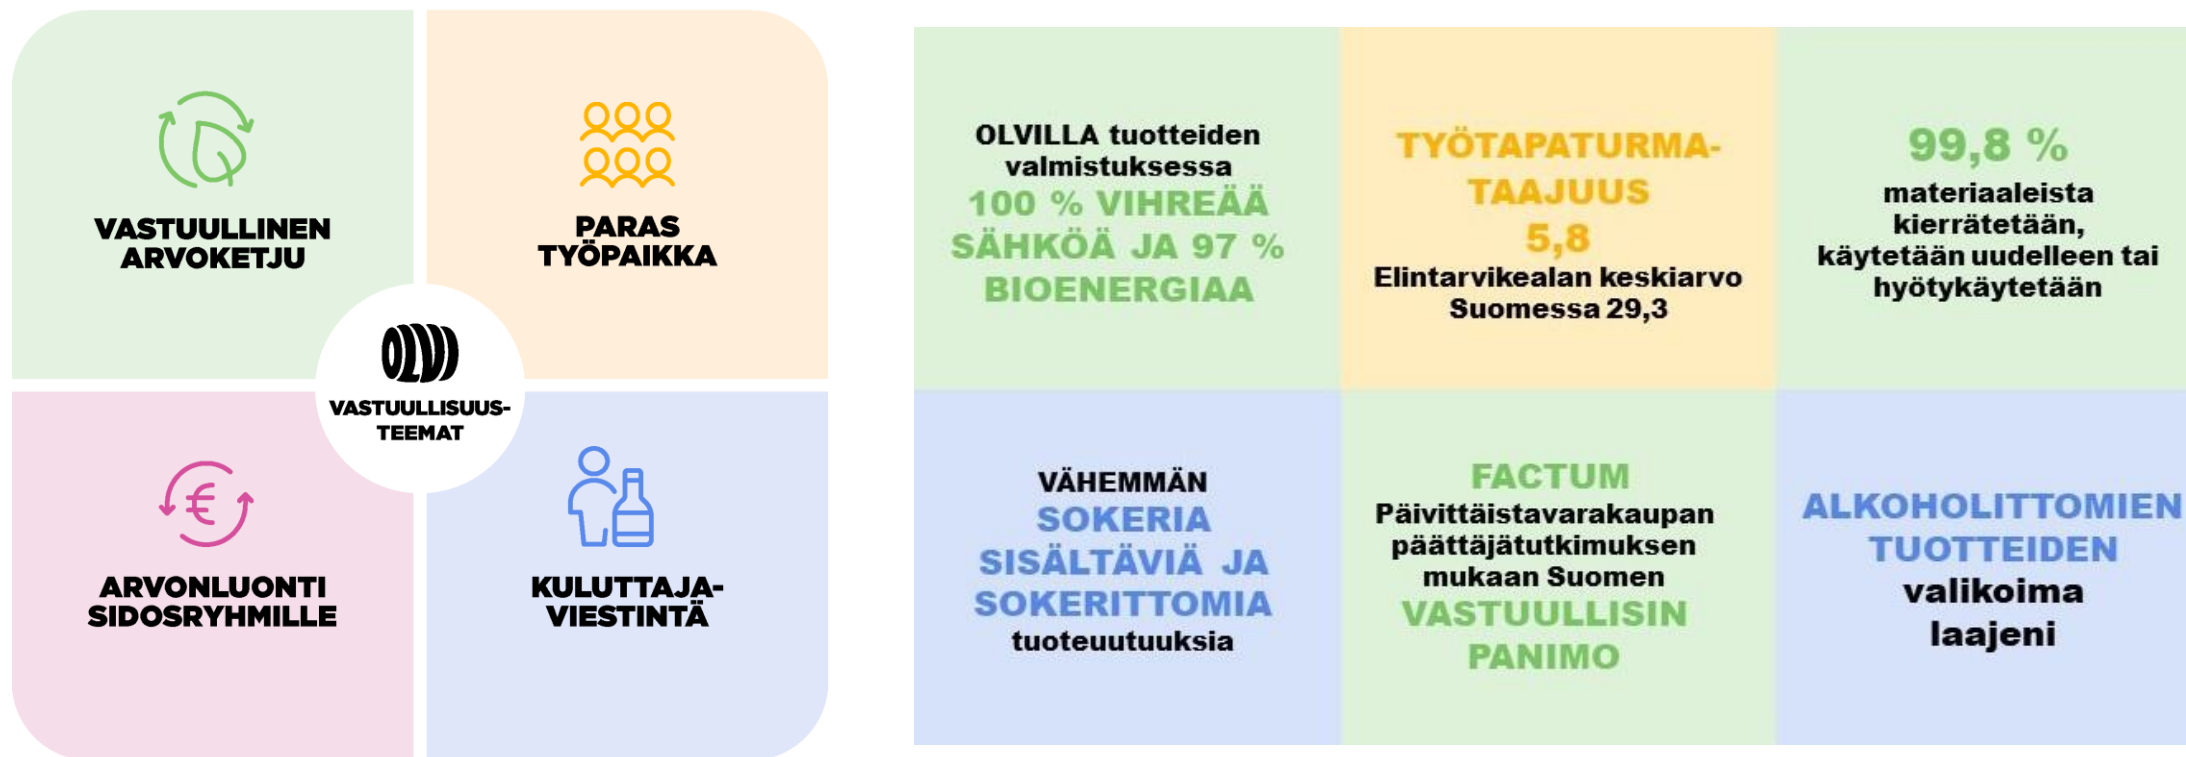 VASTUULLINEN
ARVOKETJU
PARAS
TYÖPAIKKA
OLVI
VASTUULLISUUS-
TEEMAT
€
ARVONLUONTI
SIDOSRYHMILLE
KULUTTAJA-
VIESTINTÄ
OLVILLA tuotteiden
valmistuksessa
100 % VIHREÄÄ
SÄHKÖÄ JA 97 %
BIOENERGIAA
TYÖTAPATURMA-
TAAJUUS
5,8
Elintarvikealan keskiarvo
Suomessa 29,3
99,8 %
materiaaleista
kierrätetään,
käytetään uudelleen tai
hyötykäytetään
VÄHEMMÄN
SOKERIA
SISÄLTÄVIÄ JA
SOKERITTOMIA
tuoteuutuuksia
FACTUM
Päivittäistavarakaupan
päättäjätutkimuksen
mukaan Suomen
VASTUULLISIN
PANIMO
ALKOHOLITTOMIEN
TUOTTEIDEN
valikoima
laajeni